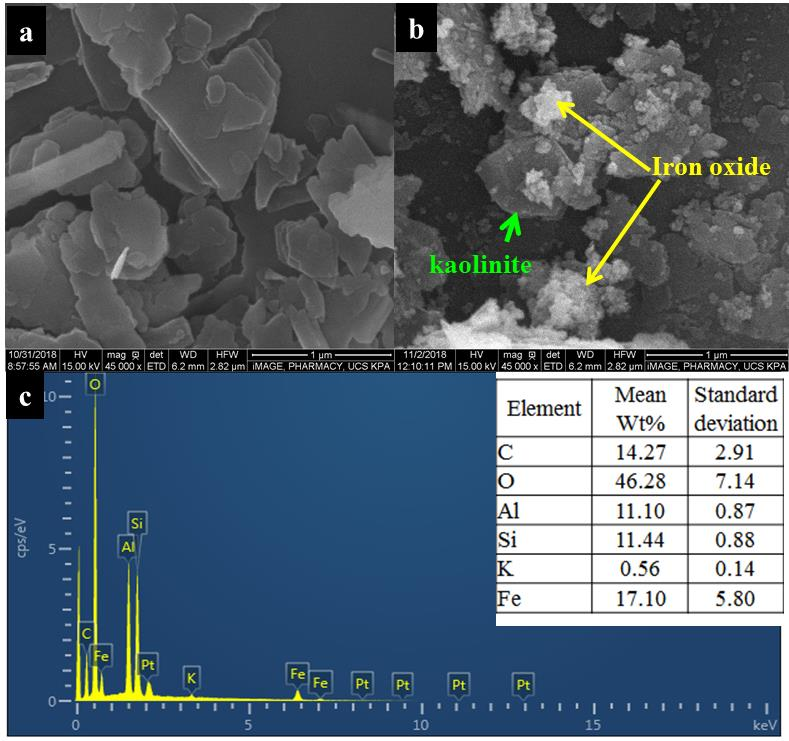 a
b
Iron oxide
kaolinite
10/31/2018 HV mag det WD HFW 1 µm
8:57:55 AM 15.00 kV 45 000 x ETD 6.2 mm 2.82 µm iMAGE, PHARMACY, UCS KPA
11/2/2018 HV mag det WD HFW 1 µm
12:10:11 PM 15.00 kV 45 000 x ETD 6.2 mm 2.82 µm iMAGE, PHARMACY, UCS KPA
c
cps/eV
10
5
0
O
Si
Al
C
Fe
Pt
K
Fe
Fe
Pt
Pt
Pt
Pt
0 5 10 15 keV
Element Mean Wt% Standard deviation
C 14.27 2.91
O 46.28 7.14
Al 11.10 0.87
Si 11.44 0.88
K 0.56 0.14
Fe 17.10 5.80